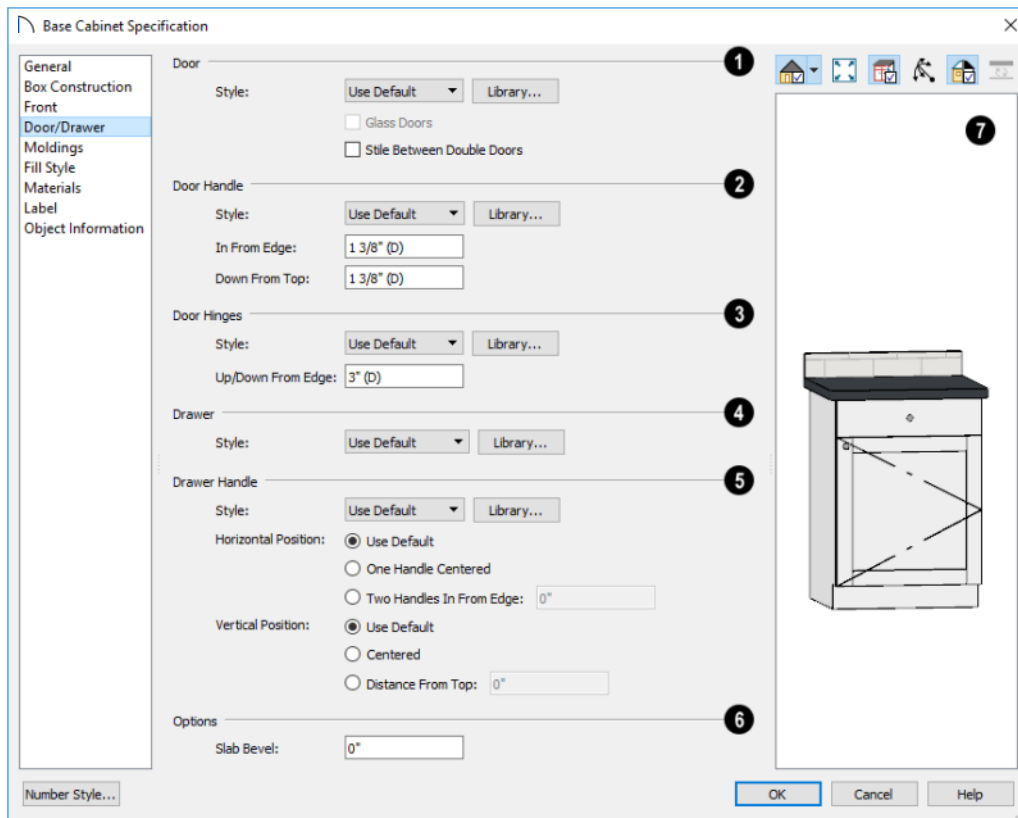 Base Cabinet Specification
General
Box Construction
Front
Door/Drawer
Moldings
Fill Style
Materials
Label
Object Information
Door 1
Style: Use Default Library...
Glass Doors
Stile Between Double Doors
Door Handle 2
Style: Use Default Library...
In From Edge: 1 3/8" (D)
Down From Top: 1 3/8" (D)
Door Hinges 3
Style: Use Default Library...
Up/Down From Edge: 3" (D)
Drawer 4
Style: Use Default Library...
Drawer Handle 5
Style: Use Default Library...
Horizontal Position: Use Default
One Handle Centered
Two Handles In From Edge: 0"
Vertical Position: Use Default
Centered
Distance From Top: 0"
Options 6
Slab Bevel: 0"
7
Number Style... OK Cancel Help